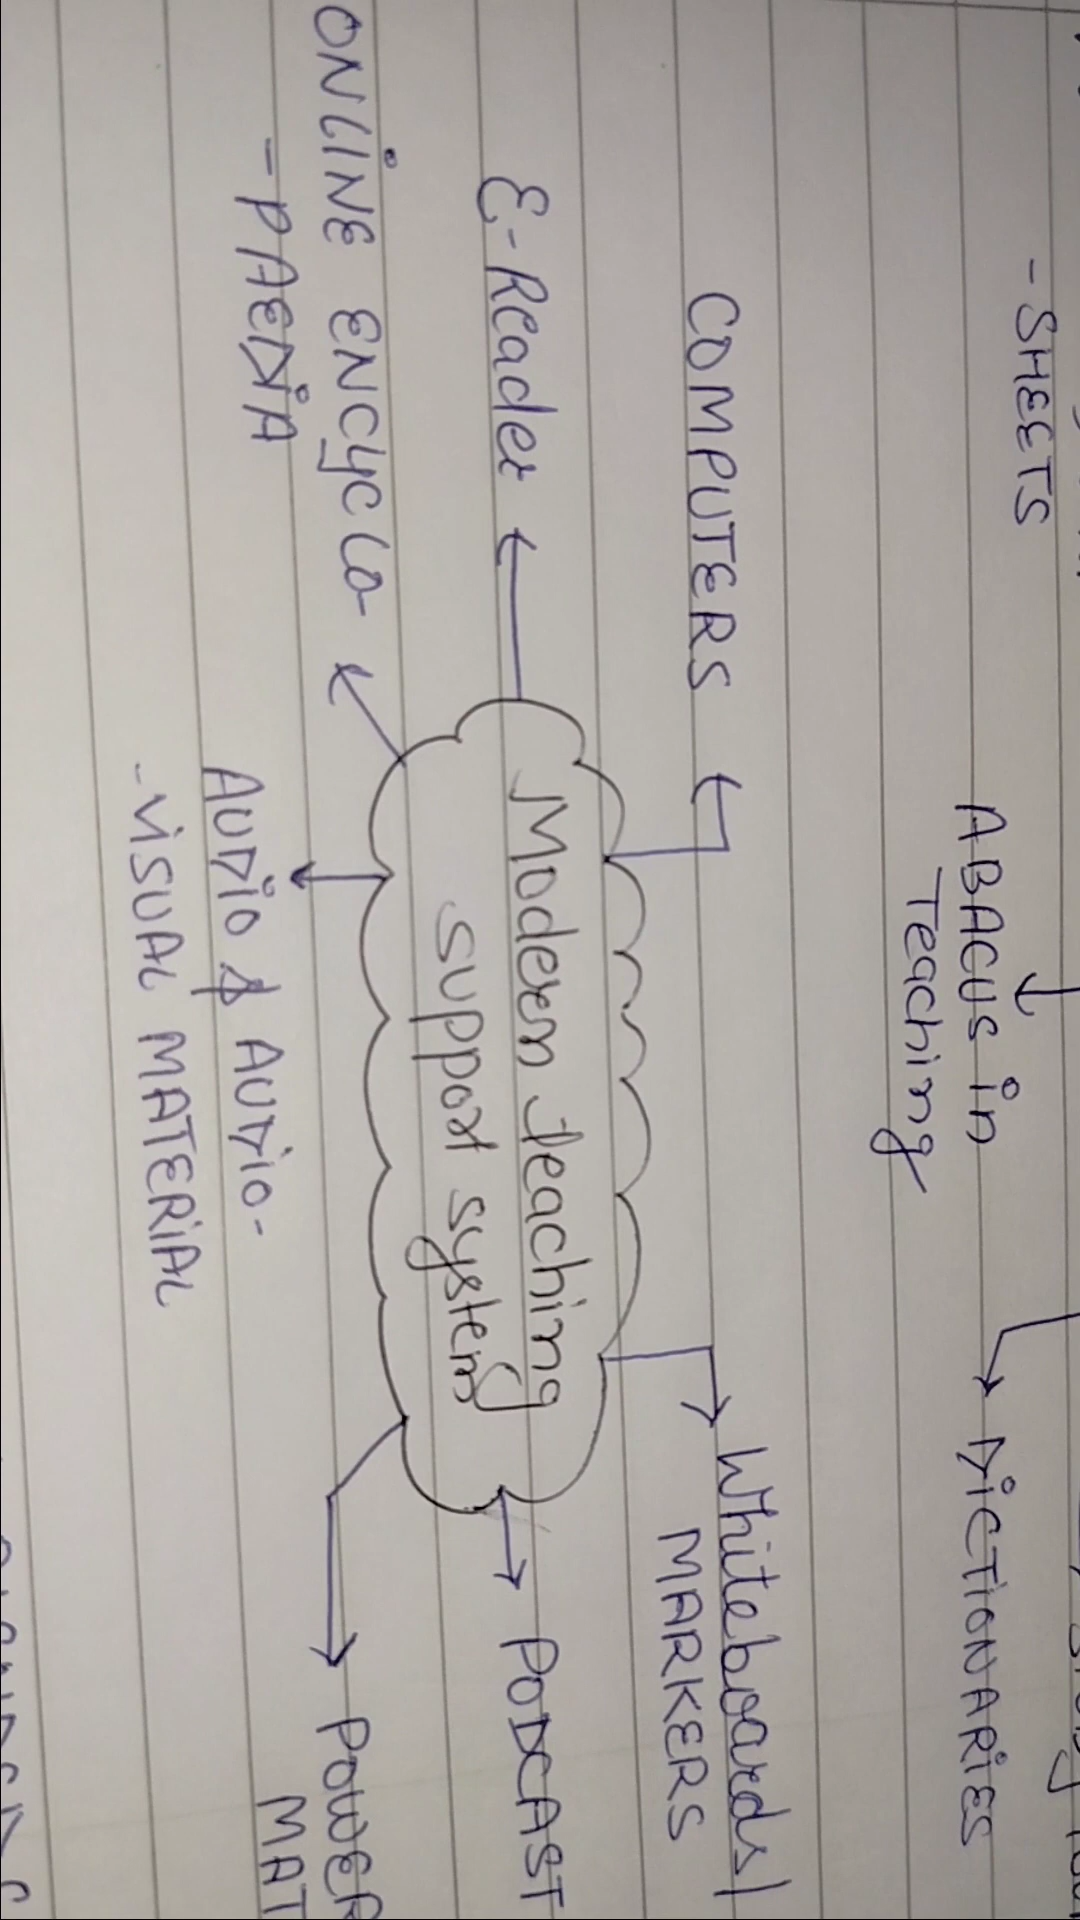 - SHEETS
ABACUS in
Teaching
DICTIONARIES
COMPUTERS
Whiteboards/
MARKERS
E-Reader
Modern Teaching
support system
PODCAST
ONLINE ENCYCLO-
- PAEDIA
POWER
MAT
AUDIO & AUDIO-
-VISUAL MATERIAL